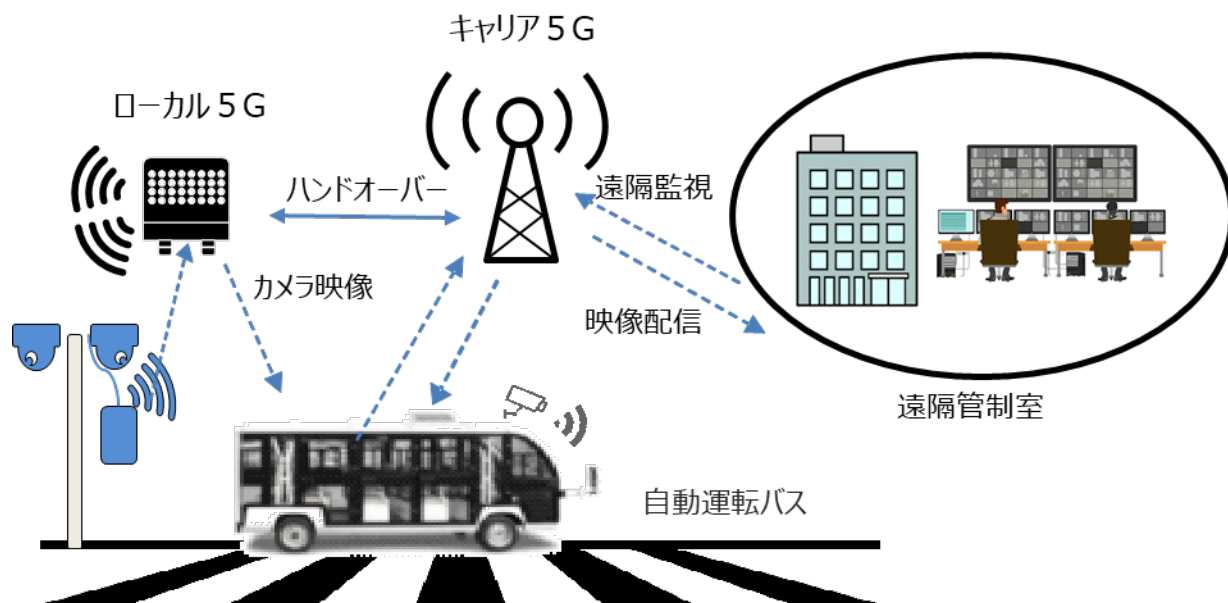 キャリア５Ｇ
ローカル５Ｇ
ハンドオーバー
遠隔監視
カメラ映像
映像配信
遠隔管制室
自動運転バス